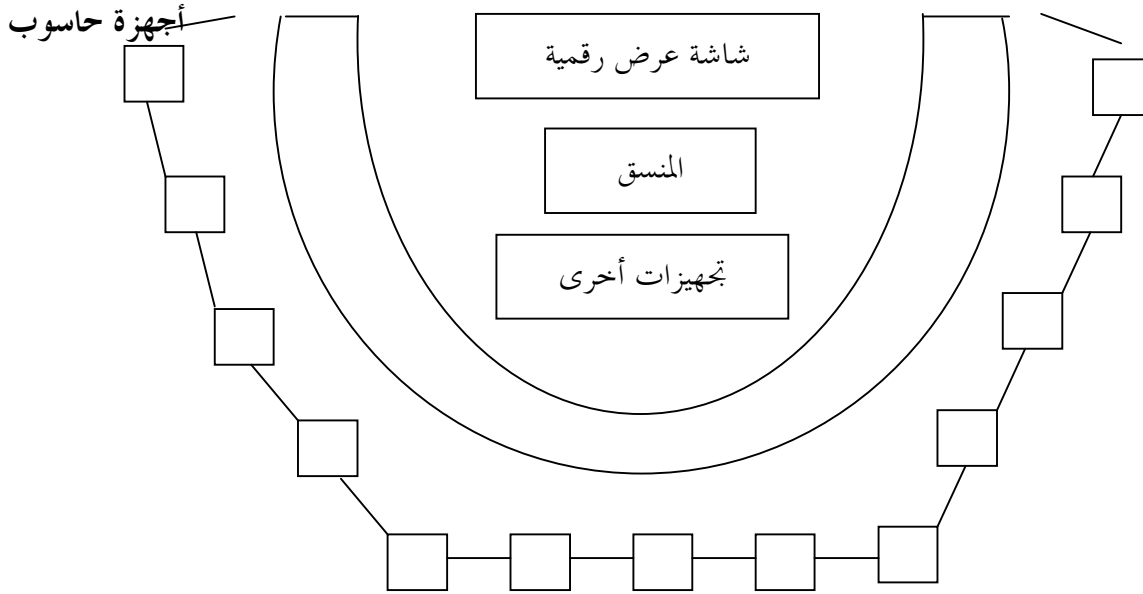 أجهزة حاسوب
شاشة عرض رقمية
المنسق
تجهيزات أخرى